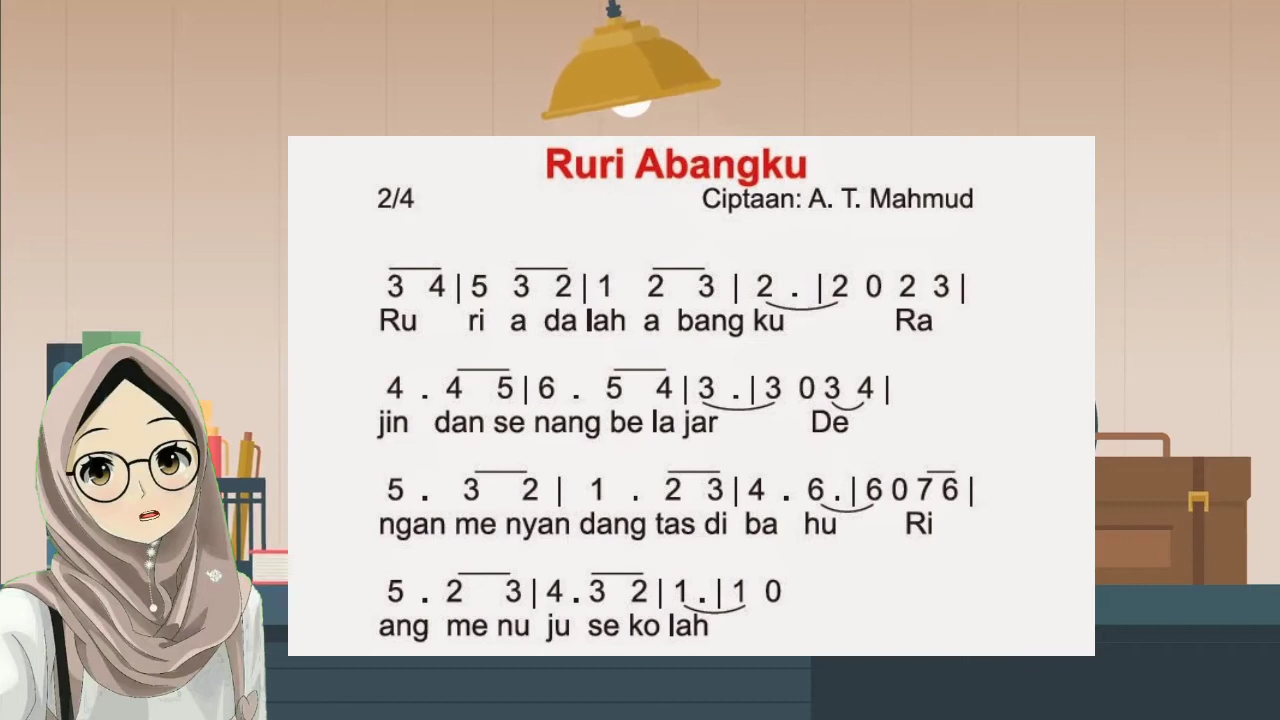 Ruri Abangku
2/4 Ciptaan: A. T. Mahmud
3 4 | 5 3 2 | 1 2 3 | 2 . | 2 0 2 3 |
Ru ri a da lah a bang ku Ra
4 . 4 5 | 6 . 5 4 | 3 . | 3 0 3 4 |
jin dan se nang be la jar De
5 . 3 2 | 1 . 2 3 | 4 . 6 . | 6 0 7 6 |
ngan me nyan dang tas di ba hu Ri
5 . 2 3 | 4 . 3 2 | 1 . | 1 0
ang me nu ju se ko lah